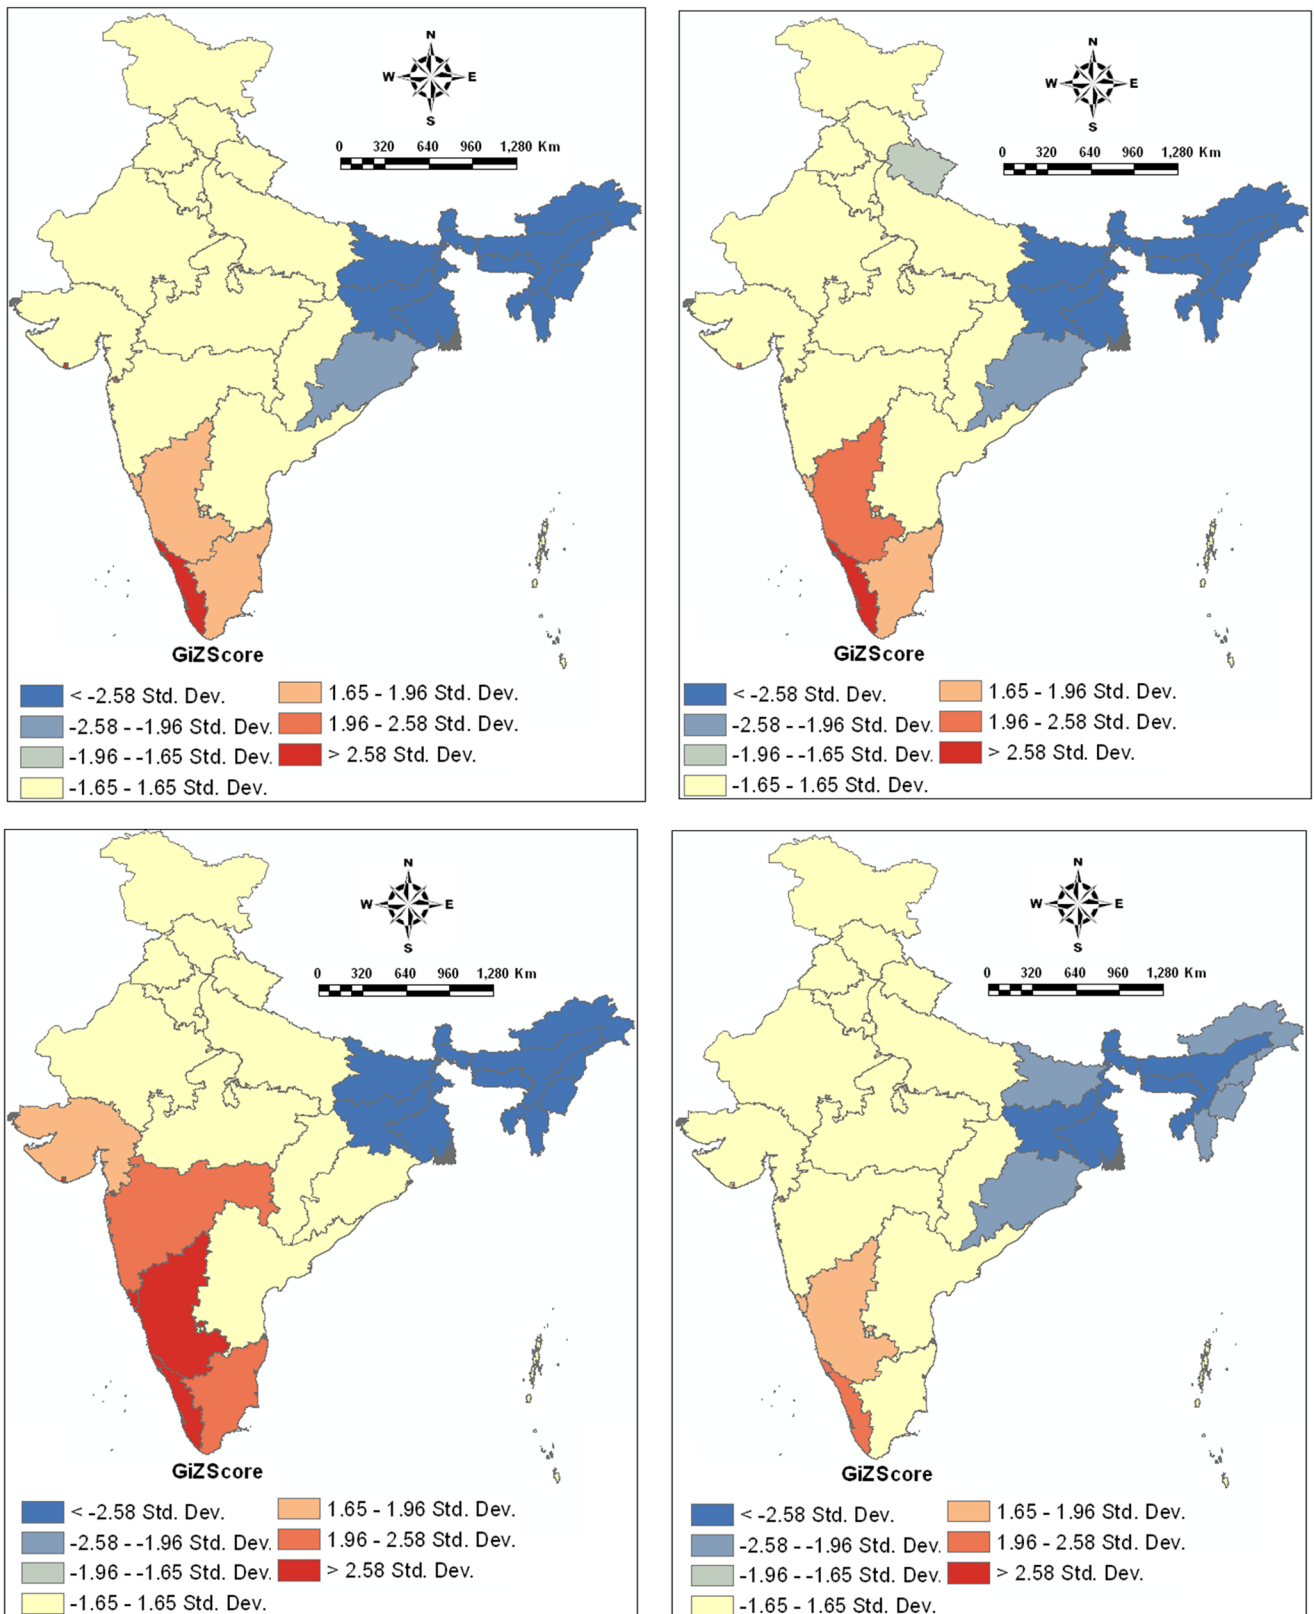 N
W E
S
0 320 640 960 1,280 Km
GiZScore
< -2.58 Std. Dev.
-2.58 - -1.96 Std. Dev.
-1.96 - -1.65 Std. Dev.
-1.65 - 1.65 Std. Dev.
1.65 - 1.96 Std. Dev.
1.96 - 2.58 Std. Dev.
> 2.58 Std. Dev.
N
W E
S
0 320 640 960 1,280 Km
GiZScore
< -2.58 Std. Dev.
-2.58 - -1.96 Std. Dev.
-1.96 - -1.65 Std. Dev.
-1.65 - 1.65 Std. Dev.
1.65 - 1.96 Std. Dev.
1.96 - 2.58 Std. Dev.
> 2.58 Std. Dev.
N
W E
S
0 320 640 960 1,280 Km
GiZScore
< -2.58 Std. Dev.
-2.58 - -1.96 Std. Dev.
-1.96 - -1.65 Std. Dev.
-1.65 - 1.65 Std. Dev.
1.65 - 1.96 Std. Dev.
1.96 - 2.58 Std. Dev.
> 2.58 Std. Dev.
N
W E
S
0 320 640 960 1,280 Km
GiZScore
< -2.58 Std. Dev.
-2.58 - -1.96 Std. Dev.
-1.96 - -1.65 Std. Dev.
-1.65 - 1.65 Std. Dev.
1.65 - 1.96 Std. Dev.
1.96 - 2.58 Std. Dev.
> 2.58 Std. Dev.